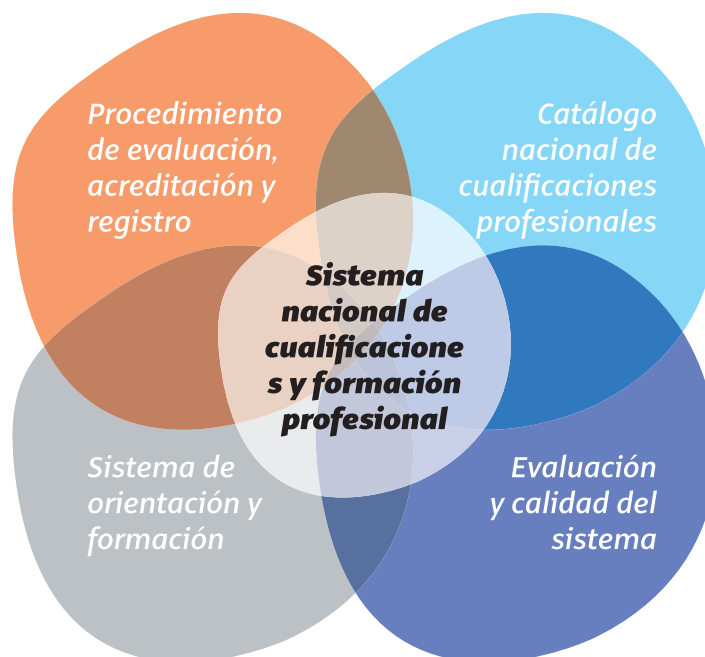 Procedimiento
de evaluación,
acreditación y
registro
Catálogo
nacional de
cualificaciones
profesionales
Sistema
nacional de
cualificacione
s y formación
profesional
Sistema de
orientación y
formación
Evaluación
y calidad del
sistema